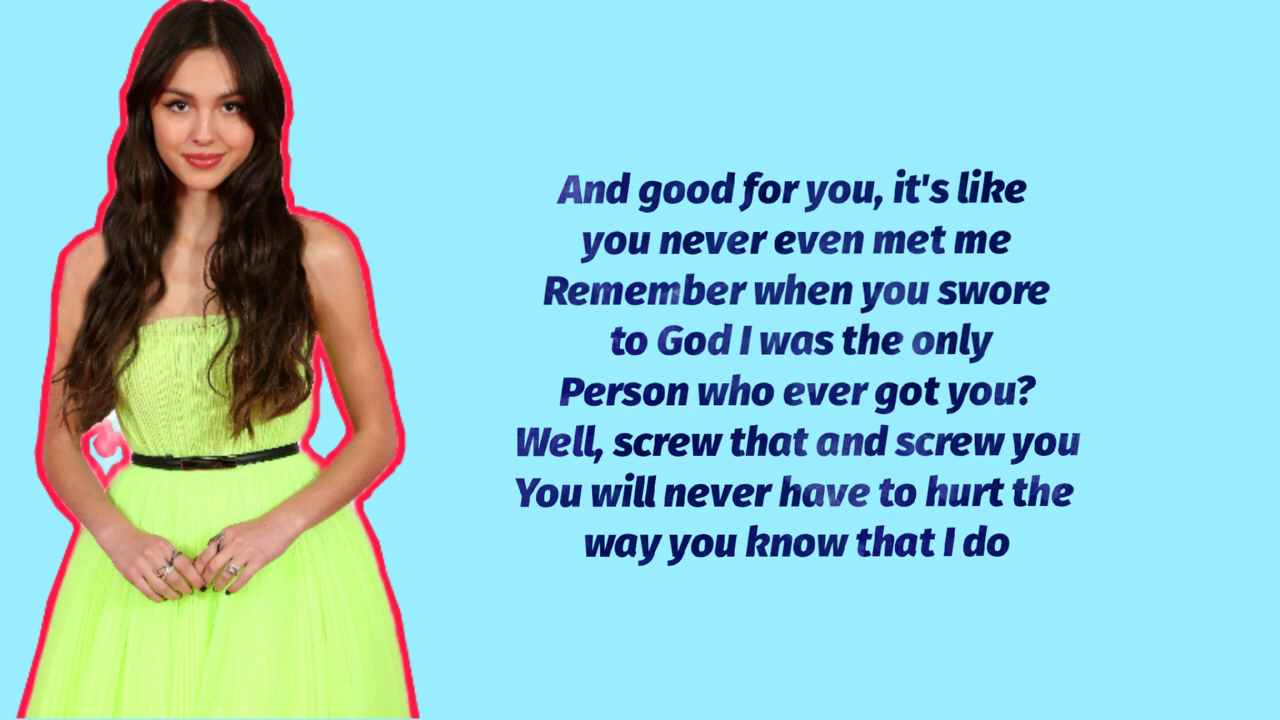 And good for you, it's like
you never even met me
Remember when you swore
to God I was the only
Person who ever got you?
Well, screw that and screw you
You will never have to hurt the
way you know that I do